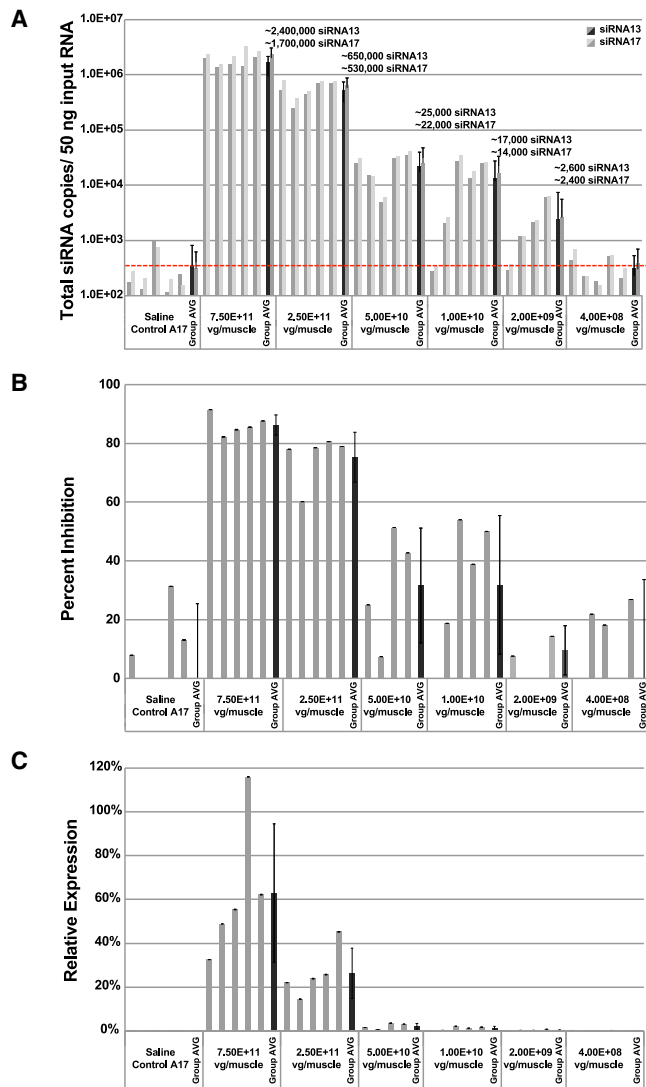 A
Total siRNA copies/ 50 ng input RNA
1.0E+07
1.0E+06
1.0E+05
1.0E+04
1.0E+03
1.0E+02
siRNA13
siRNA17
~2,400,000 siRNA13
~1,700,000 siRNA17
~650,000 siRNA13
~530,000 siRNA17
~25,000 siRNA13
~22,000 siRNA17
~17,000 siRNA13
~14,000 siRNA17
~2,600 siRNA13
~2,400 siRNA17
Saline Control A17
Group AVG
7.50E+11 vg/muscle
Group AVG
2.50E+11 vg/muscle
Group AVG
5.00E+10 vg/muscle
Group AVG
1.00E+10 vg/muscle
Group AVG
2.00E+09 vg/muscle
Group AVG
4.00E+08 vg/muscle
Group AVG
B
Percent Inhibition
100
80
60
40
20
0
Saline Control A17
Group AVG
7.50E+11 vg/muscle
Group AVG
2.50E+11 vg/muscle
Group AVG
5.00E+10 vg/muscle
Group AVG
1.00E+10 vg/muscle
Group AVG
2.00E+09 vg/muscle
Group AVG
4.00E+08 vg/muscle
Group AVG
C
Relative Expression
120%
100%
80%
60%
40%
20%
0%
Saline Control A17
Group AVG
7.50E+11 vg/muscle
Group AVG
2.50E+11 vg/muscle
Group AVG
5.00E+10 vg/muscle
Group AVG
1.00E+10 vg/muscle
Group AVG
2.00E+09 vg/muscle
Group AVG
4.00E+08 vg/muscle
Group AVG